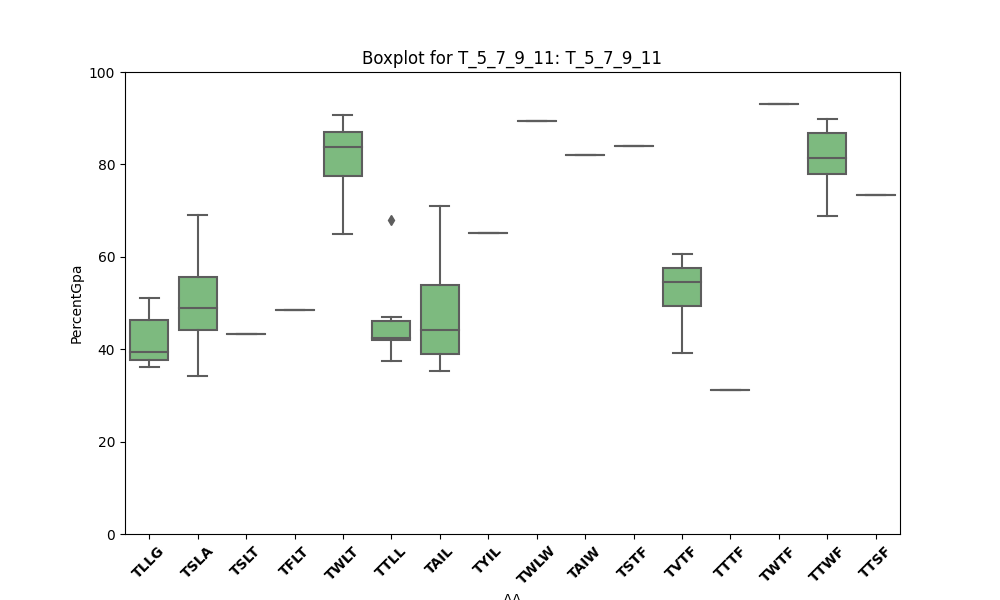 Boxplot for T_5_7_9_11: T_5_7_9_11
100
80
60
40
20
0
PercentGpa
TLLG TSLA TSLT TFLT TWLT TTLL TAIL TYIL TWLW TAIW TSTF TVTF TTTF TWTF TTWF TTSF